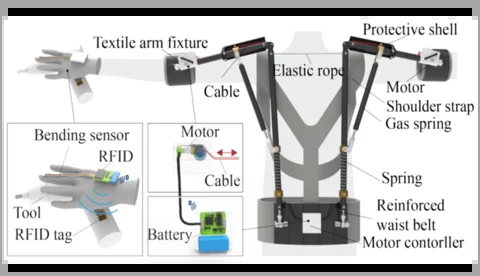 Textile arm fixture
Protective shell
Elastic rope
Cable
Motor
Shoulder strap
Gas spring
Bending sensor
RFID
Tool
RFID tag
Motor
Cable
Battery
Spring
Reinforced
waist belt
Motor contorller